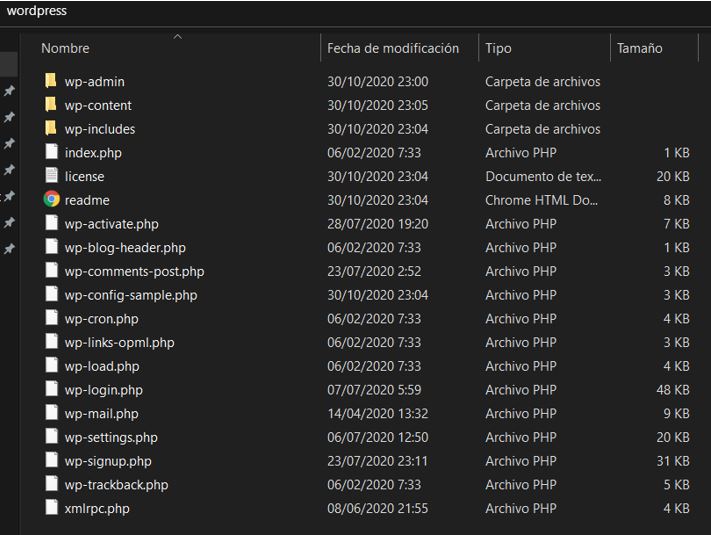 wordpress
Nombre Fecha de modificación Tipo Tamaño
wp-admin 30/10/2020 23:00 Carpeta de archivos
wp-content 30/10/2020 23:05 Carpeta de archivos
wp-includes 30/10/2020 23:04 Carpeta de archivos
index.php 06/02/2020 7:33 Archivo PHP 1 KB
license 30/10/2020 23:04 Documento de tex... 20 KB
readme 30/10/2020 23:04 Chrome HTML Do... 8 KB
wp-activate.php 28/07/2020 19:20 Archivo PHP 7 KB
wp-blog-header.php 06/02/2020 7:33 Archivo PHP 1 KB
wp-comments-post.php 23/07/2020 2:52 Archivo PHP 3 KB
wp-config-sample.php 30/10/2020 23:04 Archivo PHP 3 KB
wp-cron.php 06/02/2020 7:33 Archivo PHP 4 KB
wp-links-opml.php 06/02/2020 7:33 Archivo PHP 3 KB
wp-load.php 06/02/2020 7:33 Archivo PHP 4 KB
wp-login.php 07/07/2020 5:59 Archivo PHP 48 KB
wp-mail.php 14/04/2020 13:32 Archivo PHP 9 KB
wp-settings.php 06/07/2020 12:50 Archivo PHP 20 KB
wp-signup.php 23/07/2020 23:11 Archivo PHP 31 KB
wp-trackback.php 06/02/2020 7:33 Archivo PHP 5 KB
xmlrpc.php 08/06/2020 21:55 Archivo PHP 4 KB